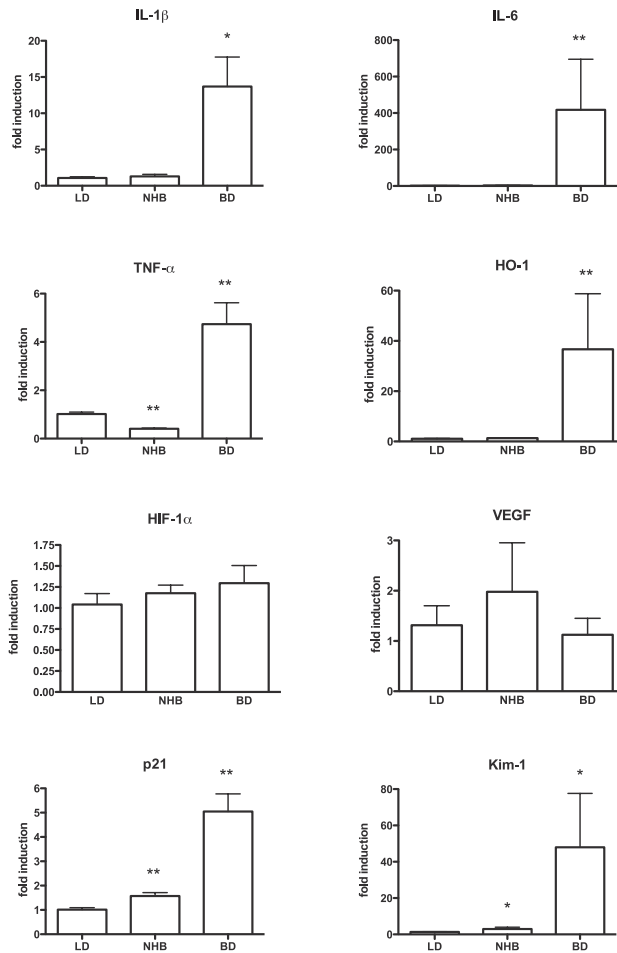 IL-1β
fold induction
20
15
10
5
0
*
LD NHB BD
IL-6
fold induction
800
600
400
200
0
**
LD NHB BD
TNF-α
fold induction
6
4
2
0
**
**
LD NHB BD
HO-1
fold induction
60
40
20
0
**
LD NHB BD
HIF-1α
fold induction
1.75
1.50
1.25
1.00
0.75
0.50
0.25
0.00
LD NHB BD
VEGF
fold induction
3
2
1
0
LD NHB BD
p21
fold induction
6
5
4
3
2
1
0
**
**
LD NHB BD
Kim-1
fold induction
80
60
40
20
0
*
*
LD NHB BD